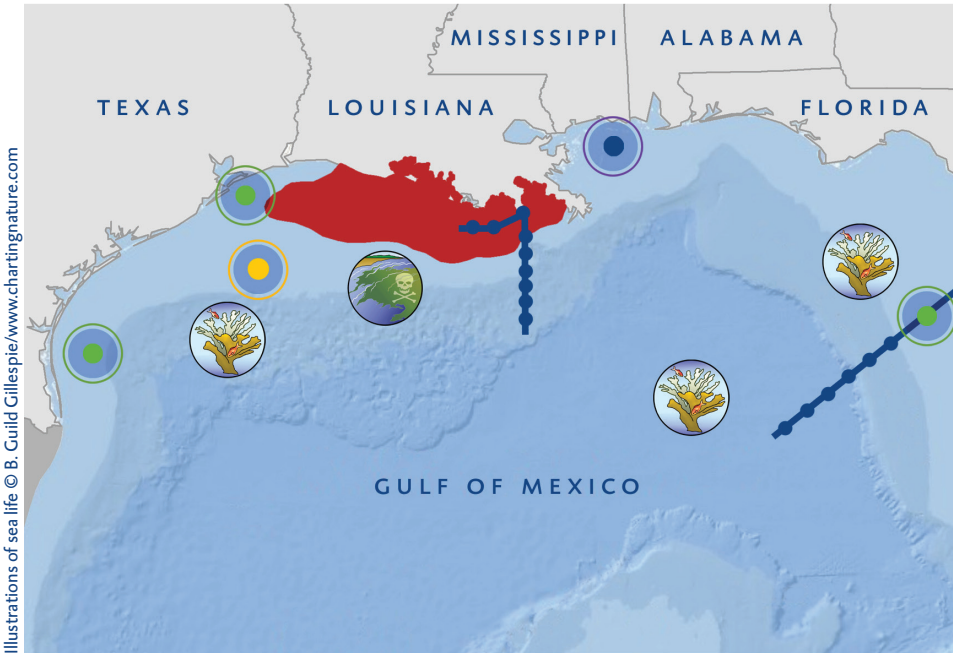 MISSISSIPPI
ALABAMA
TEXAS
LOUISIANA
FLORIDA
GULF OF MEXICO
Illustrations of sea life © B. Guild Gillespie/www.chartingnature.com